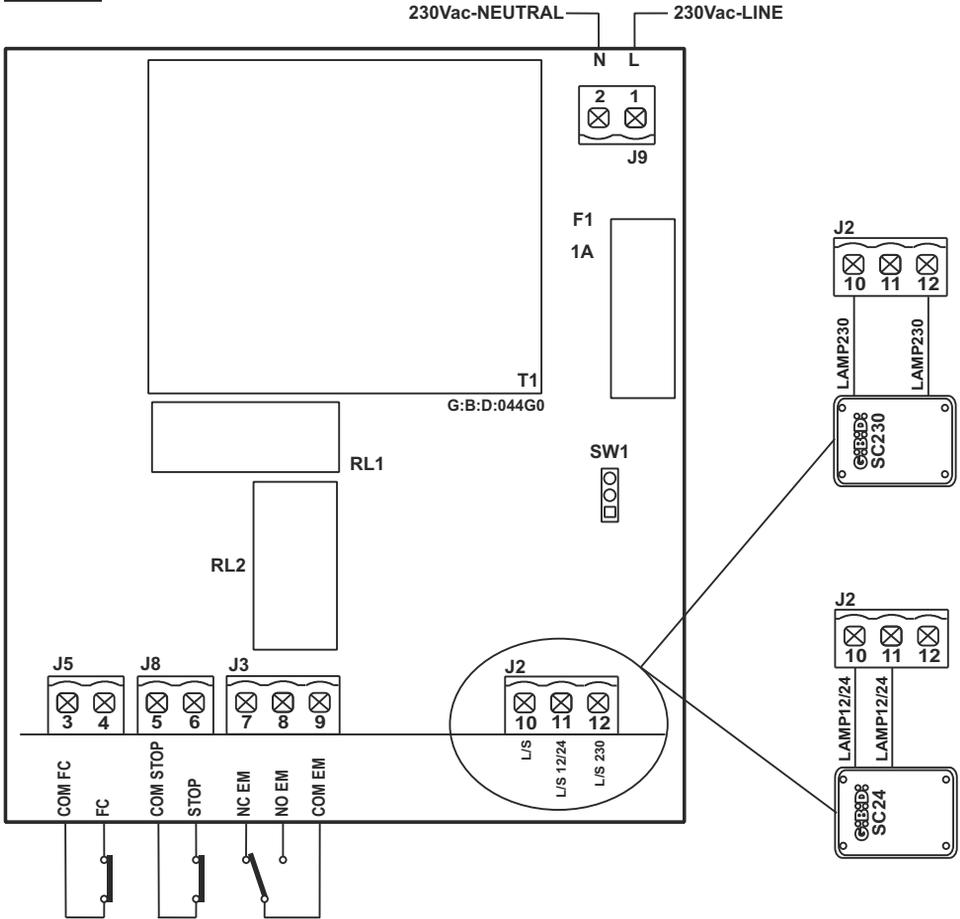 230Vac-NEUTRAL 230Vac-LINE
N L
2 1
J9
F1
1A
T1
G:B:D:044G0
RL1
SW1
RL2
J5 J8 J3 J2
3 4 5 6 7 8 9 10 11 12
COM FC
FC
COM STOP
STOP
NC EM
NO EM
COM EM
L/S
L/S 12/24
L/S 230
J2
10 11 12
LAMP230
LAMP230
G:B:D:
SC230
J2
10 11 12
LAMP12/24
LAMP12/24
G:B:D:
SC24